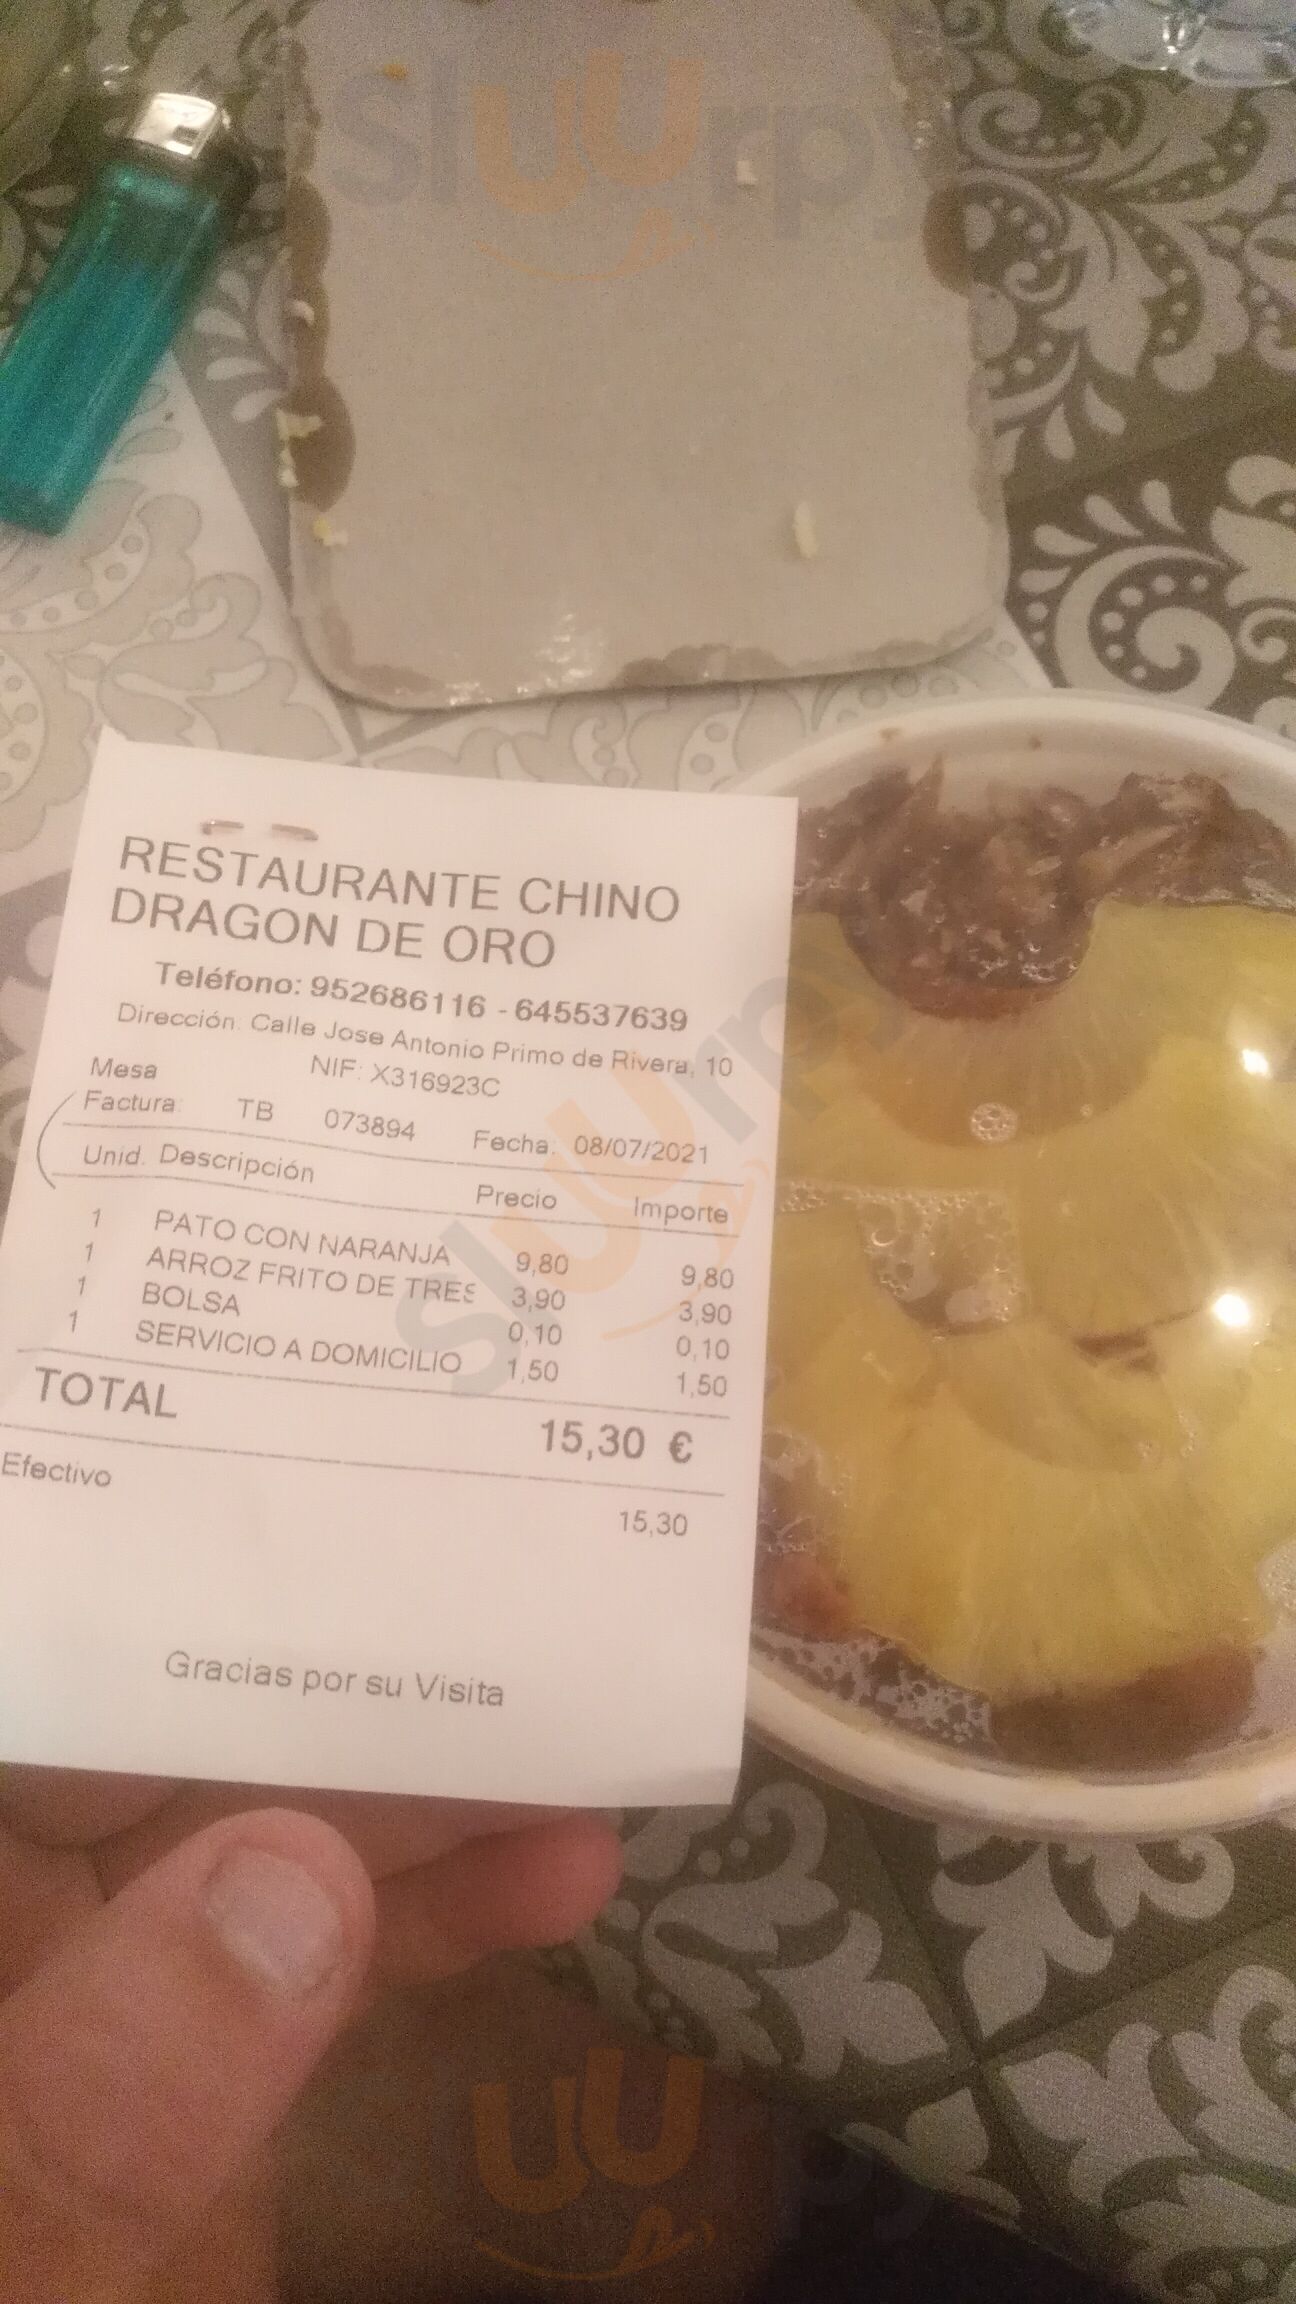 sluurpy
RESTAURANTE CHINO
DRAGON DE ORO
Teléfono: 952686116 - 645537639
Dirección: Calle Jose Antonio Primo de Rivera, 10
NIF: X316923C
Mesa
Factura: TB 073894 Fecha: 08/07/2021
Unid. Descripción Precio Importe
1 PATO CON NARANJA 9,80 9,80
1 ARROZ FRITO DE TRES 3,90 3,90
1 BOLSA 0,10 0,10
1 SERVICIO A DOMICILIO 1,50 1,50
TOTAL 15,30 €
Efectivo 15,30
Gracias por su Visita
sluurpy
sluurpy